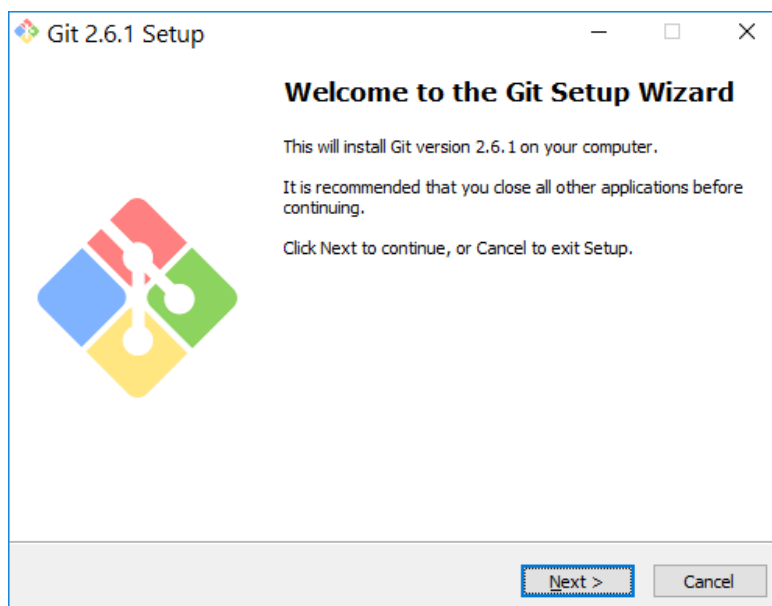 Git 2.6.1 Setup
Welcome to the Git Setup Wizard
This will install Git version 2.6.1 on your computer.
It is recommended that you close all other applications before
continuing.
Click Next to continue, or Cancel to exit Setup.
Next >
Cancel